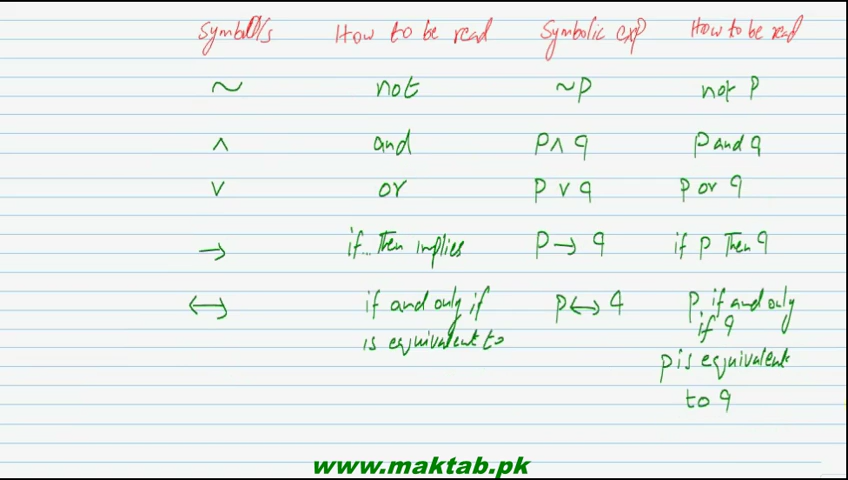 Symbols How to be read Symbolic exp How to be read
~ not ~p not p
∧ and p∧q p and q
∨ or p∨q p or q
→ if...Then implies p→q if p Then q
↔ if and only if p↔q p if and only
if q
is equivalent to
p is equivalent
to q
www.maktab.pk